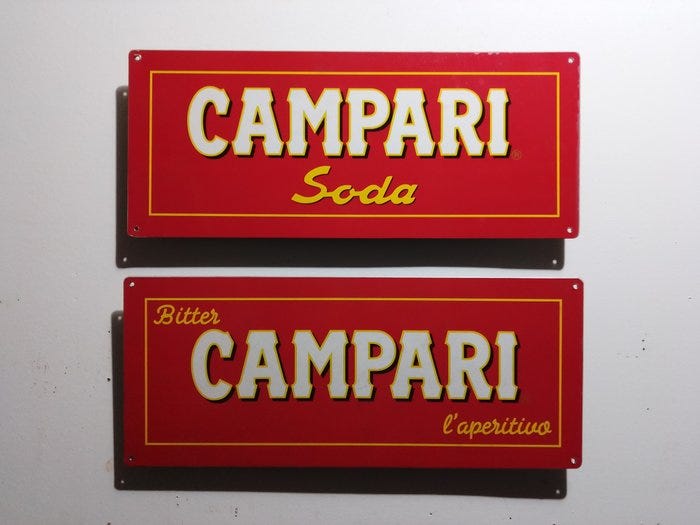 CAMPARI ®
Soda
Bitter
CAMPARI
l'aperitivo